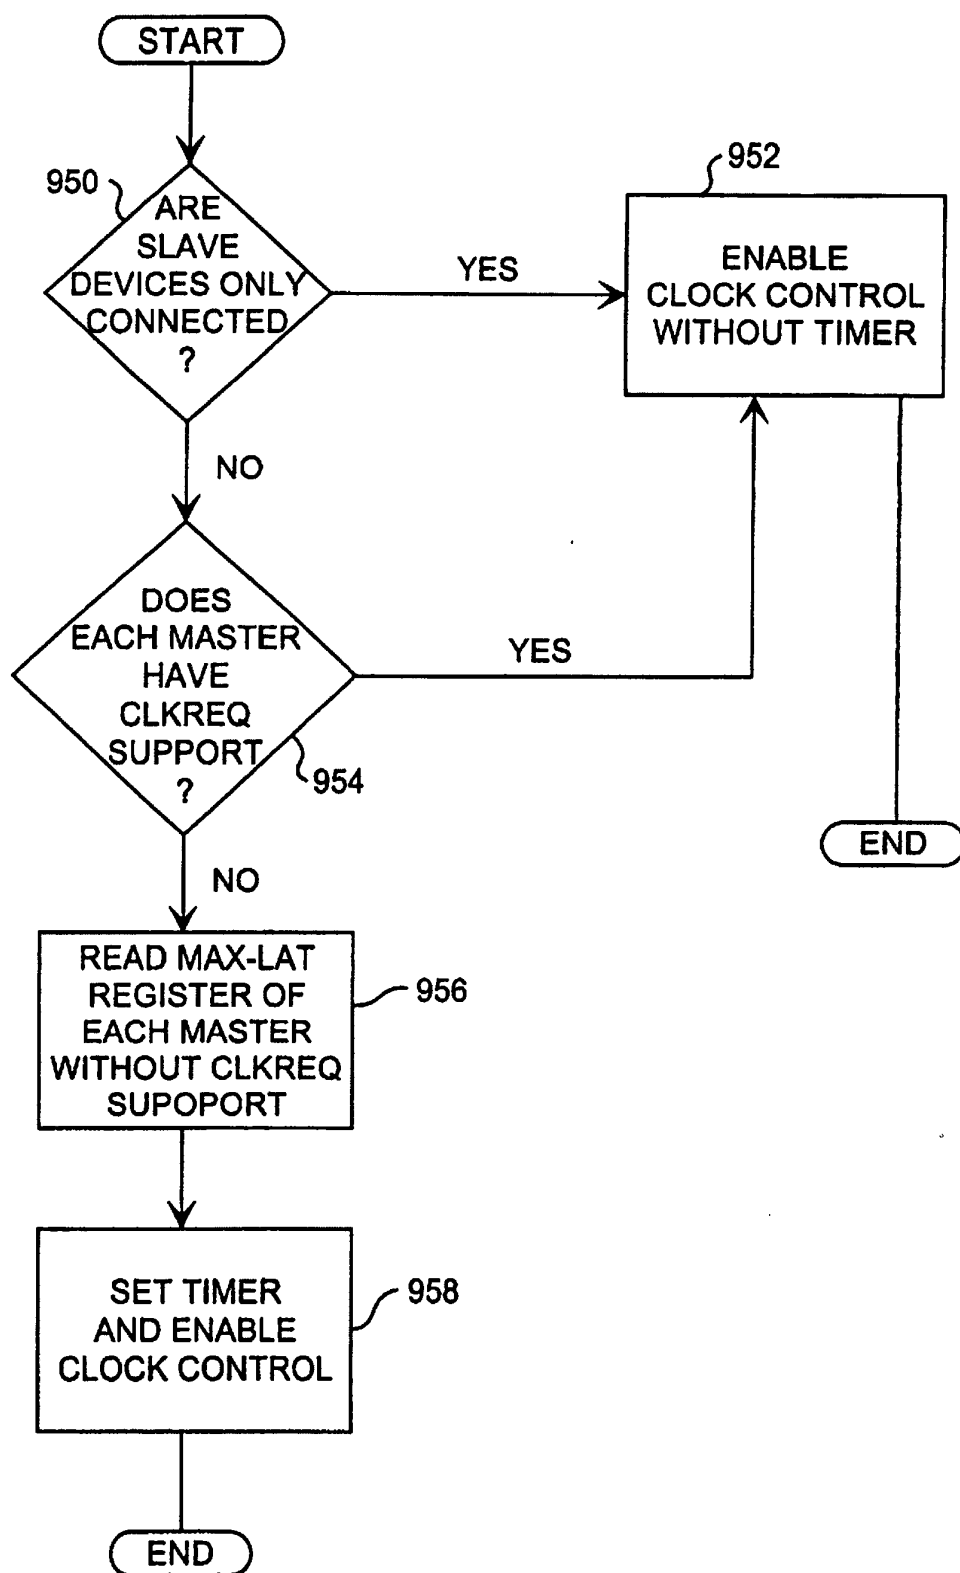 START
950
ARE
SLAVE
DEVICES ONLY
CONNECTED
?
YES
952
ENABLE
CLOCK CONTROL
WITHOUT TIMER
NO
DOES
EACH MASTER
HAVE
CLKREQ
SUPPORT
?
YES
954
END
NO
READ MAX-LAT
REGISTER OF
EACH MASTER
WITHOUT CLKREQ
SUPOPORT
956
SET TIMER
AND ENABLE
CLOCK CONTROL
958
END